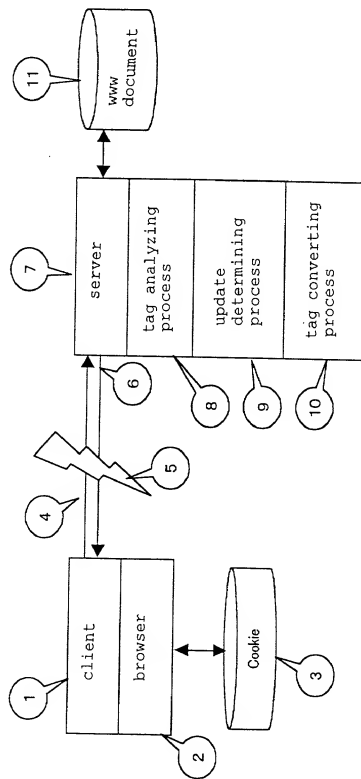 1
client
browser
2
Cookie
3
4
5
6
7
server
tag analyzing
process
8
update
determining
process
9
tag converting
process
10
www
document
11